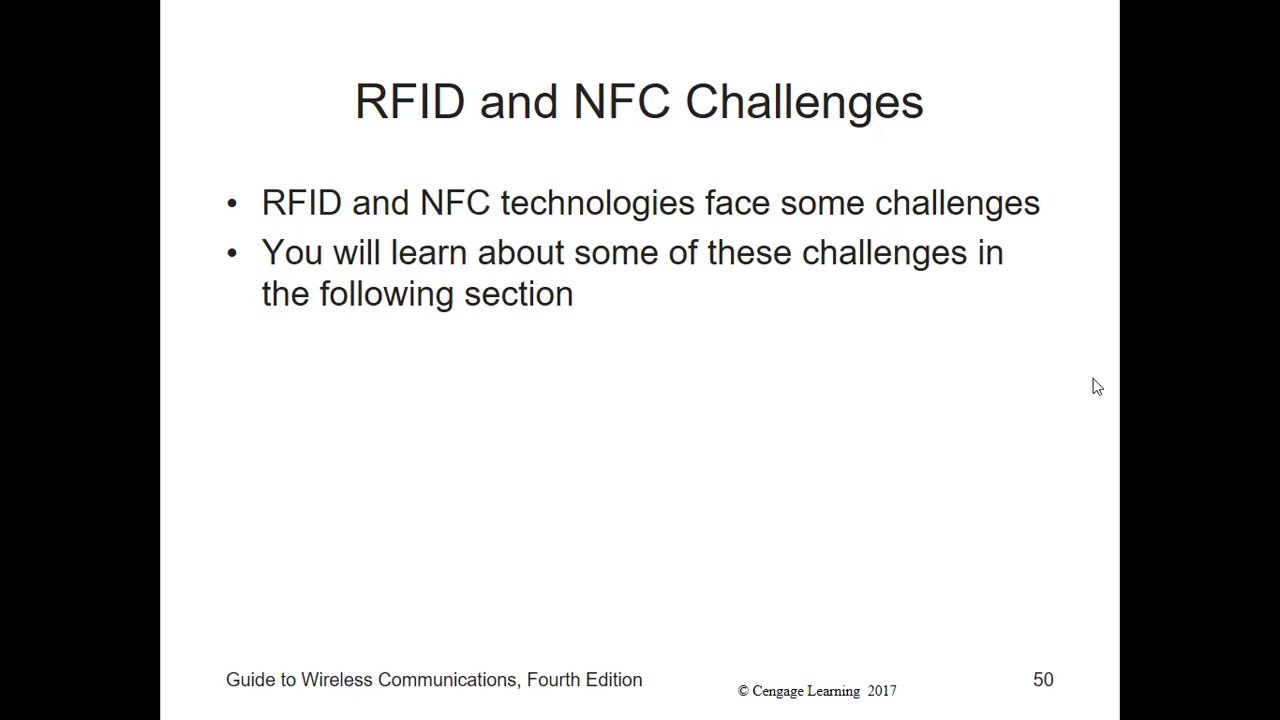 RFID and NFC Challenges
• RFID and NFC technologies face some challenges
• You will learn about some of these challenges in
the following section
Guide to Wireless Communications, Fourth Edition
© Cengage Learning 2017
50